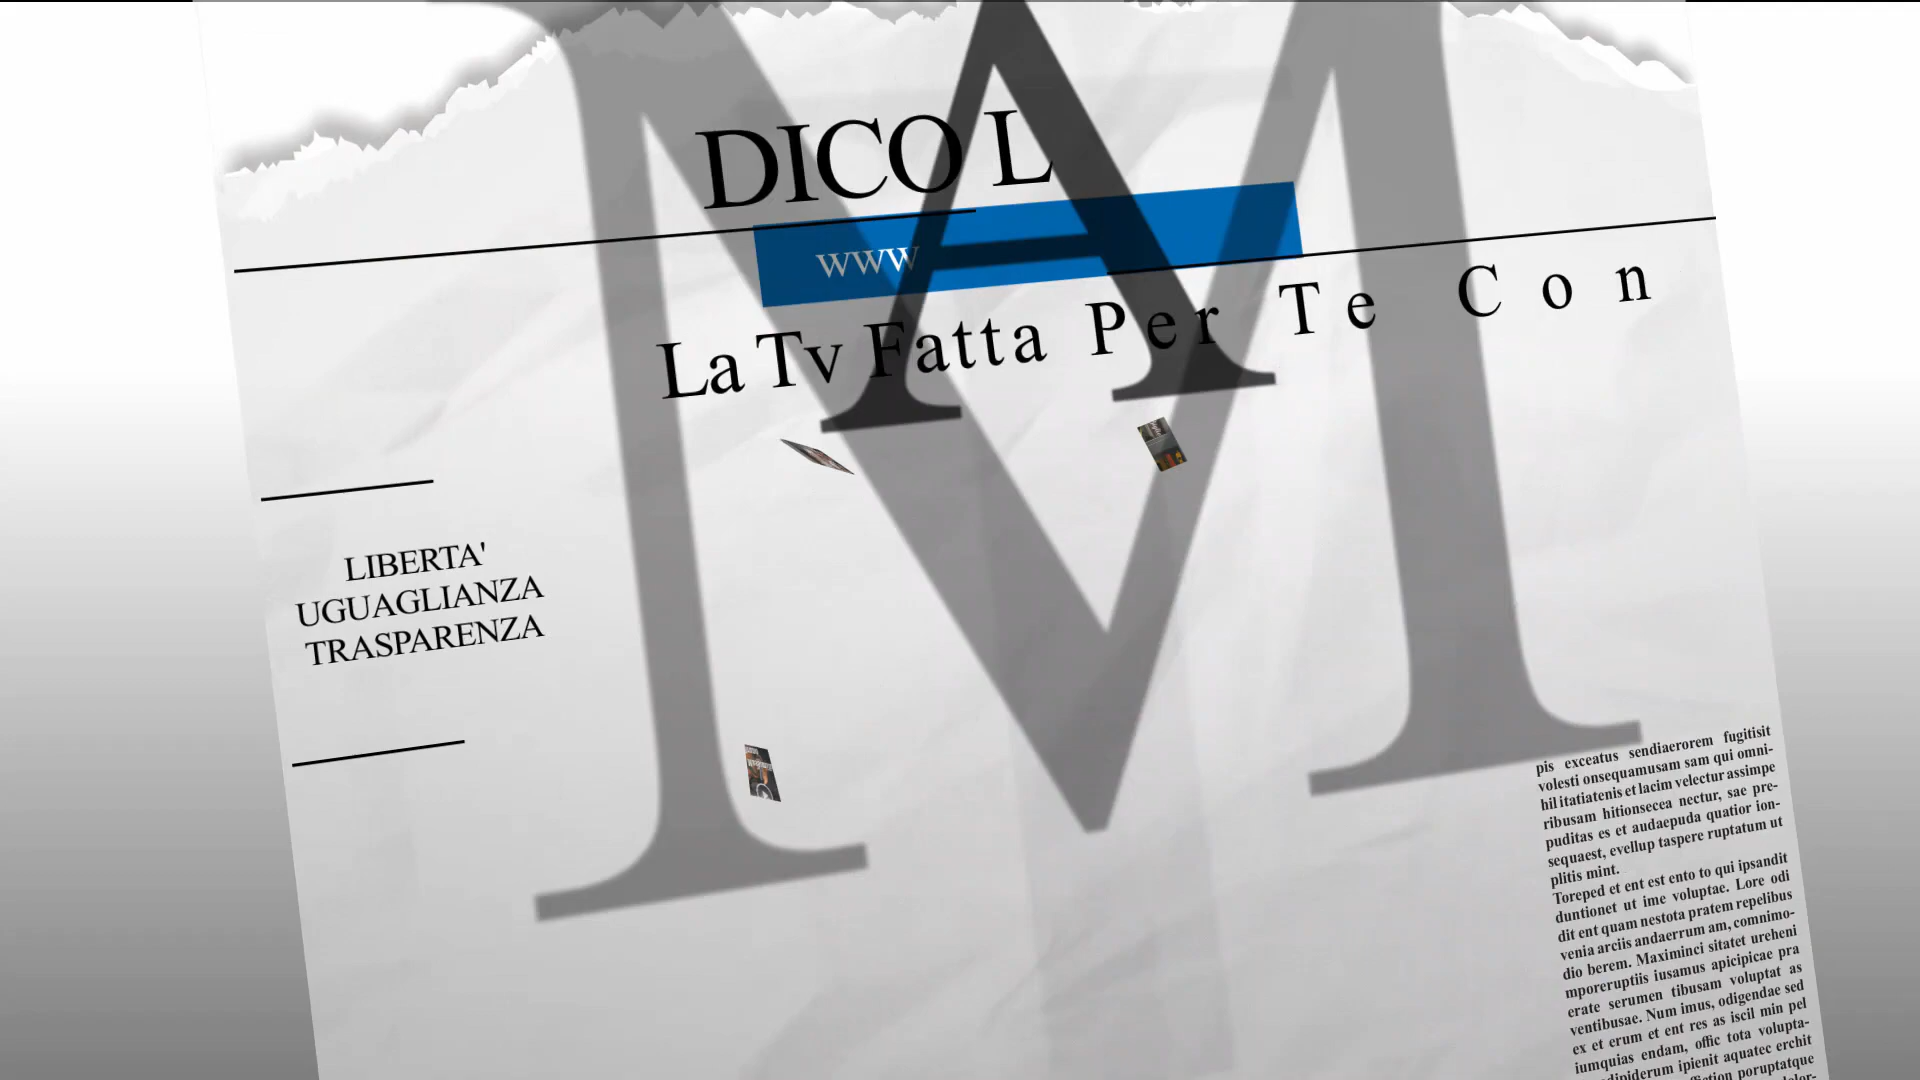 M
A
DICO L
www
La Tv Fatta Per Te Con
LIBERTA'
UGUAGLIANZA
TRASPARENZA
pis exceatus sendiaerorem fugitisit
volesti onsequamusam sam qui omni-
hil itatiatenis et lacim velectur assimpe
ribusam hitionsecea nectur, sae pre-
puditas es et audaepuda quatior ion-
sequaest, evellup taspere ruptatum ut
plitis mint.
Toreped et ent est ento to qui ipsandit
duntionet ut ime voluptae. Lore odi
dit ent quam nestota pratem repelibus
venia arciis andaerrum am, comnimo-
dio berem. Maximinci sitatet ureheni
mporeruptiis iusamus apicipicae pra
erate serumen tibusam voluptat as
ventibusae. Num imus, odigendae sed
ex et erum et ent res as iscil min pel
iumquias endam, offic tota volupta-
dipiderum ipienit aquatec erchit
poruptatque